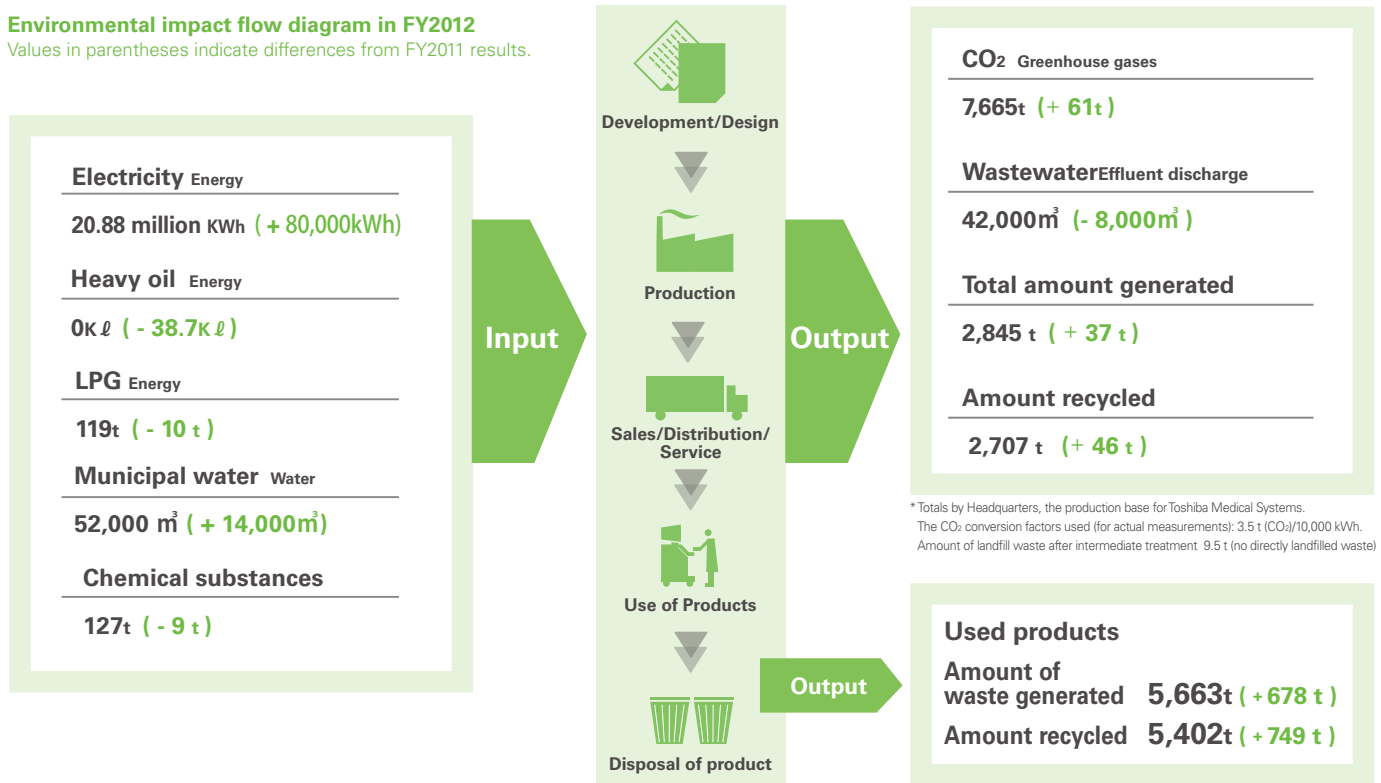 Environmental impact flow diagram in FY2012
Values in parentheses indicate differences from FY2011 results.
Electricity Energy
20.88 million KWh ( + 80,000kWh)
Heavy oil Energy
0Kℓ ( - 38.7Kℓ )
LPG Energy
119t ( - 10 t )
Municipal water Water
52,000 ㎥ ( + 14,000㎥)
Chemical substances
127t ( - 9 t )
Input
Development/Design
Production
Sales/Distribution/
Service
Use of Products
Disposal of product
Output
CO2 Greenhouse gases
7,665t (+ 61t )
Wastewater Effluent discharge
42,000㎥ (- 8,000㎥ )
Total amount generated
2,845 t ( + 37 t )
Amount recycled
2,707 t (+ 46 t )
* Totals by Headquarters, the production base for Toshiba Medical Systems.
The CO2 conversion factors used (for actual measurements): 3.5 t (CO2)/10,000 kWh.
Amount of landfill waste after intermediate treatment 9.5 t (no directly landfilled waste)
Output
Used products
Amount of
waste generated 5,663t ( +678 t )
Amount recycled 5,402t ( +749 t )